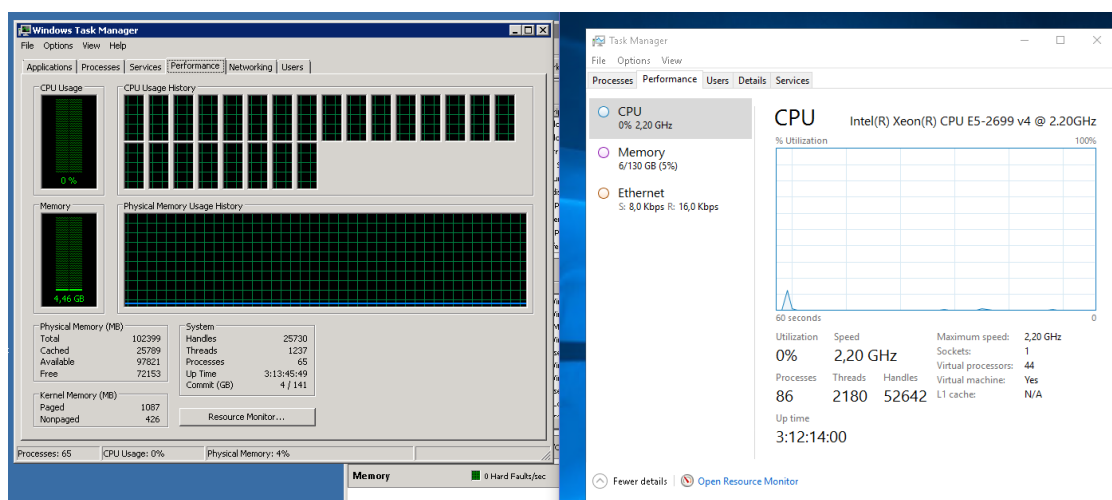 Windows Task Manager
File Options View Help
Applications Processes Services Performance Networking Users
CPU Usage
CPU Usage History
0 %
Memory
Physical Memory Usage History
4,46 GB
Physical Memory (MB)
Total 102399
Cached 25789
Available 97821
Free 72153
Kernel Memory (MB)
Paged 1087
Nonpaged 426
System
Handles 25730
Threads 1237
Processes 65
Up Time 3:13:45:49
Commit (GB) 4 / 141
Resource Monitor...
Processes: 65 CPU Usage: 0% Physical Memory: 4%
Memory 0 Hard Faults/sec
Task Manager
File Options View
Processes Performance Users Details Services
CPU
0% 2,20 GHz
Memory
6/130 GB (5%)
Ethernet
S: 8,0 Kbps R: 16,0 Kbps
CPU Intel(R) Xeon(R) CPU E5-2699 v4 @ 2.20GHz
% Utilization 100%
60 seconds 0
Utilization Speed
0% 2,20 GHz
Processes Threads Handles
86 2180 52642
Up time
3:12:14:00
Maximum speed: 2,20 GHz
Sockets: 1
Virtual processors: 44
Virtual machine: Yes
L1 cache: N/A
Fewer details Open Resource Monitor